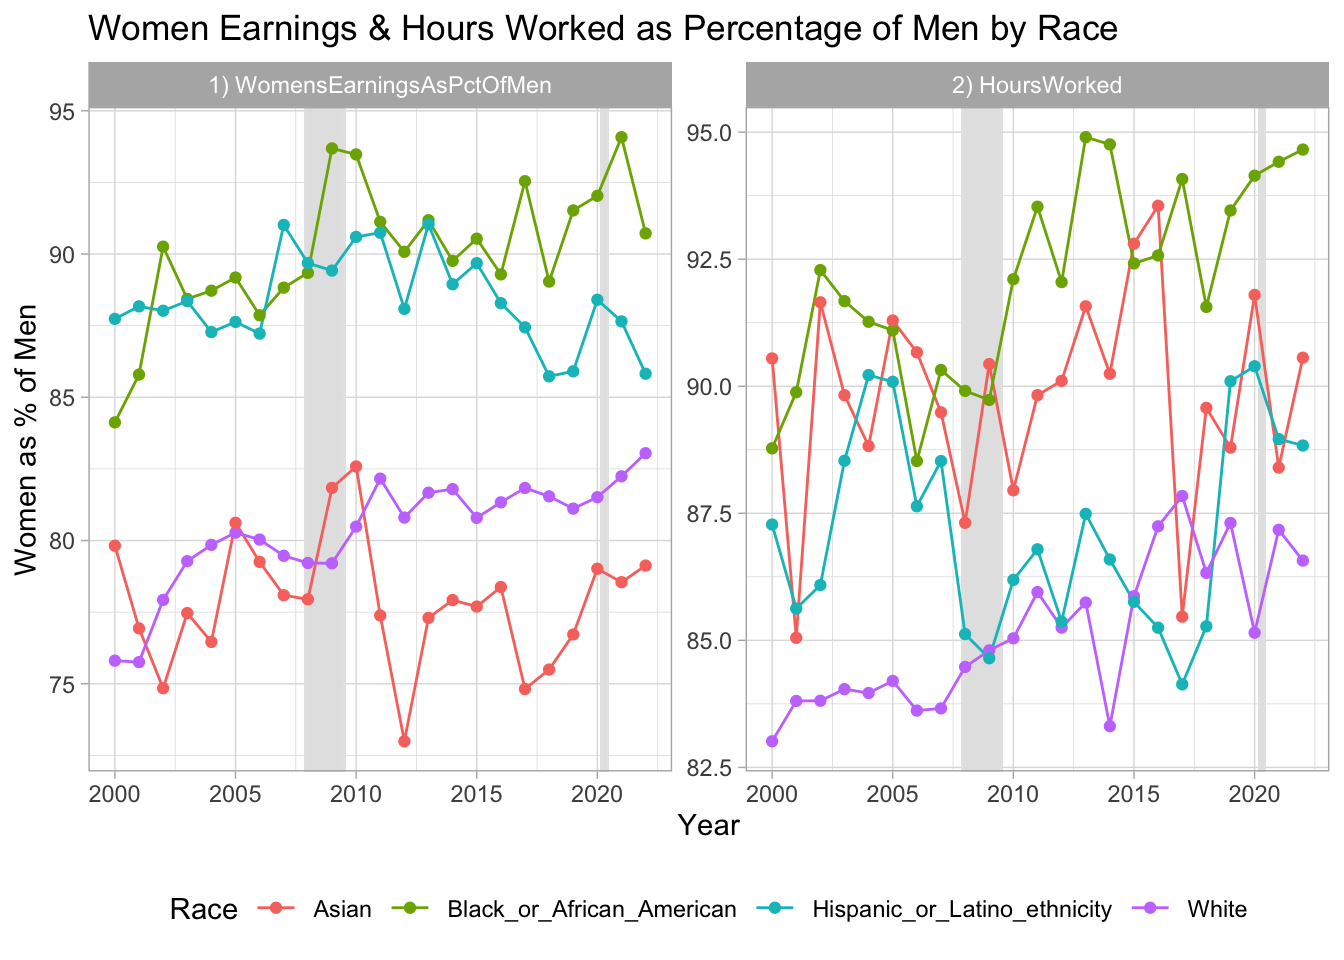 Women Earnings & Hours Worked as Percentage of Men by Race
1) WomensEarningsAsPctOfMen
2) HoursWorked
Women as % of Men
95
90
85
80
75
95.0
92.5
90.0
87.5
85.0
82.5
2000 2005 2010 2015 2020
2000 2005 2010 2015 2020
Year
Race Asian Black_or_African_American Hispanic_or_Latino_ethnicity White